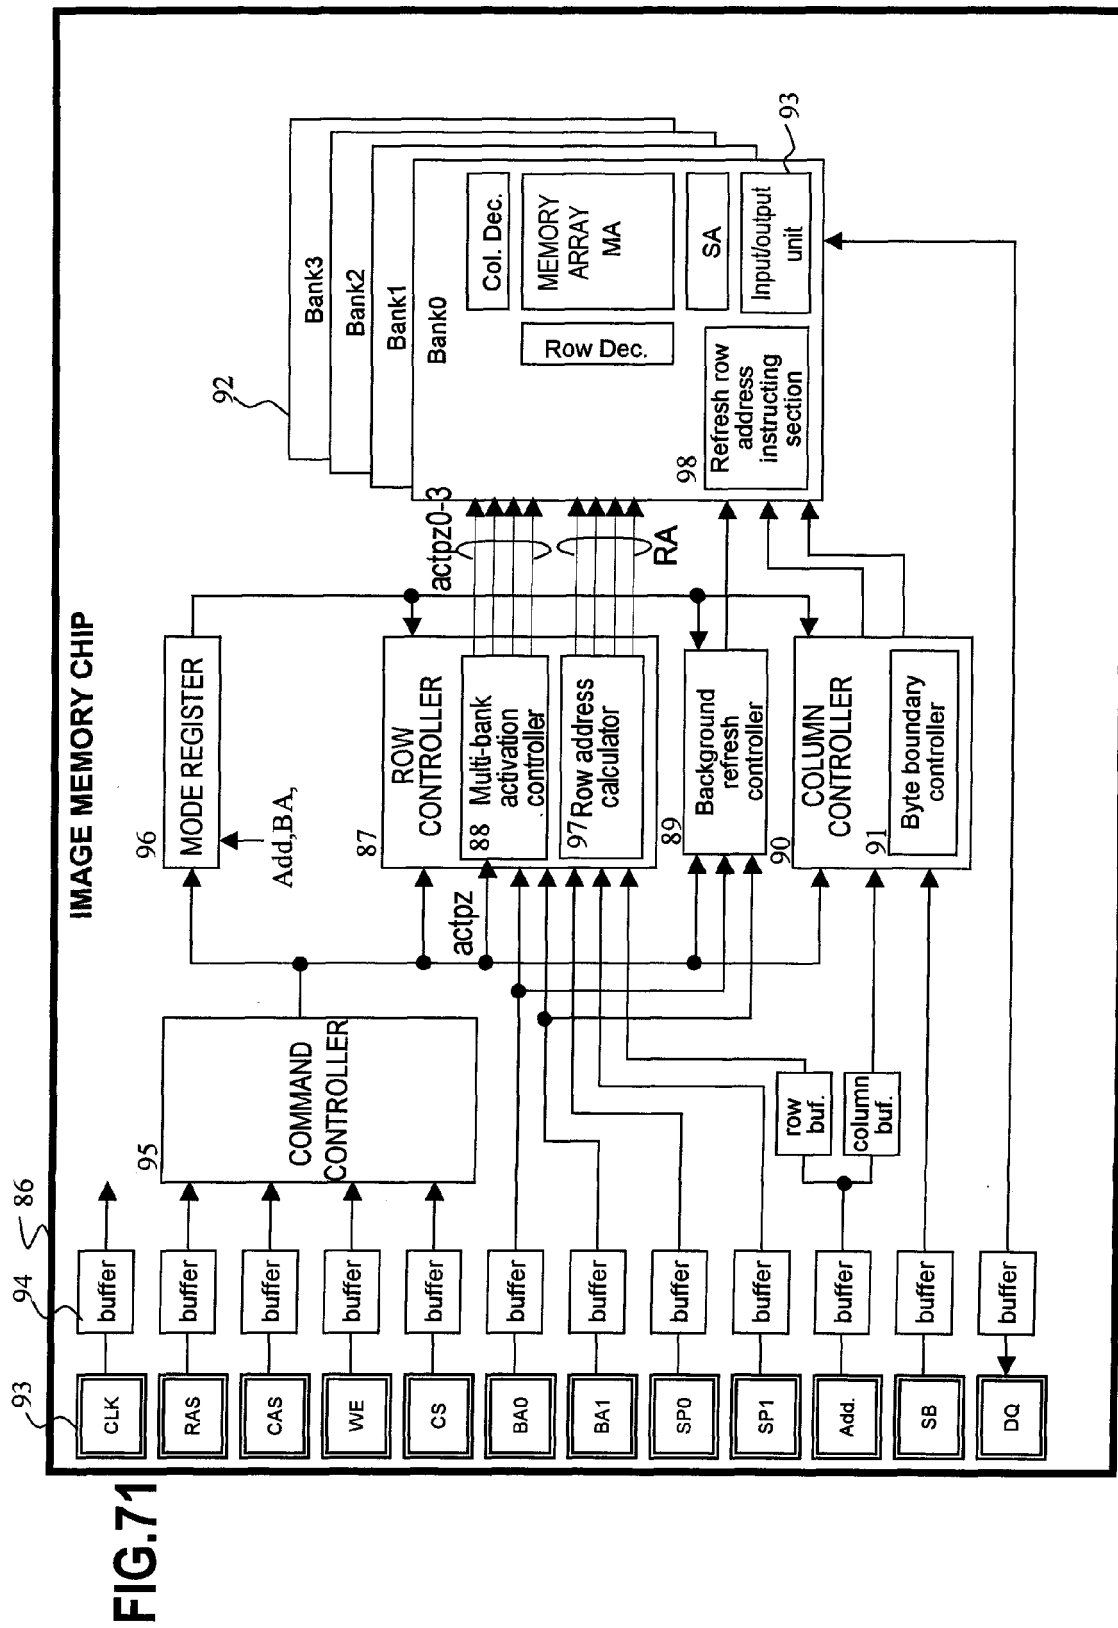 FIG.71
IMAGE MEMORY CHIP
86
93
94
CLK
buffer
RAS
buffer
CAS
buffer
WE
buffer
CS
buffer
BA0
buffer
BA1
buffer
SP0
buffer
SP1
buffer
Add.
buffer
SB
buffer
DQ
buffer
95
COMMAND
CONTROLLER
row
buf.
column
buf.
96
MODE REGISTER
Add,BA,
actpz
87
ROW
CONTROLLER
88
Multi-bank
activation
controller
97
Row address
calculator
89
Background
refresh
controller
90
COLUMN
CONTROLLER
91
Byte boundary
controller
actpz0-3
RA
92
Bank3
Bank2
Bank1
Bank0
Col. Dec.
Row Dec.
MEMORY
ARRAY
MA
SA
Input/output
unit
93
98
Refresh row
address
instructing
section